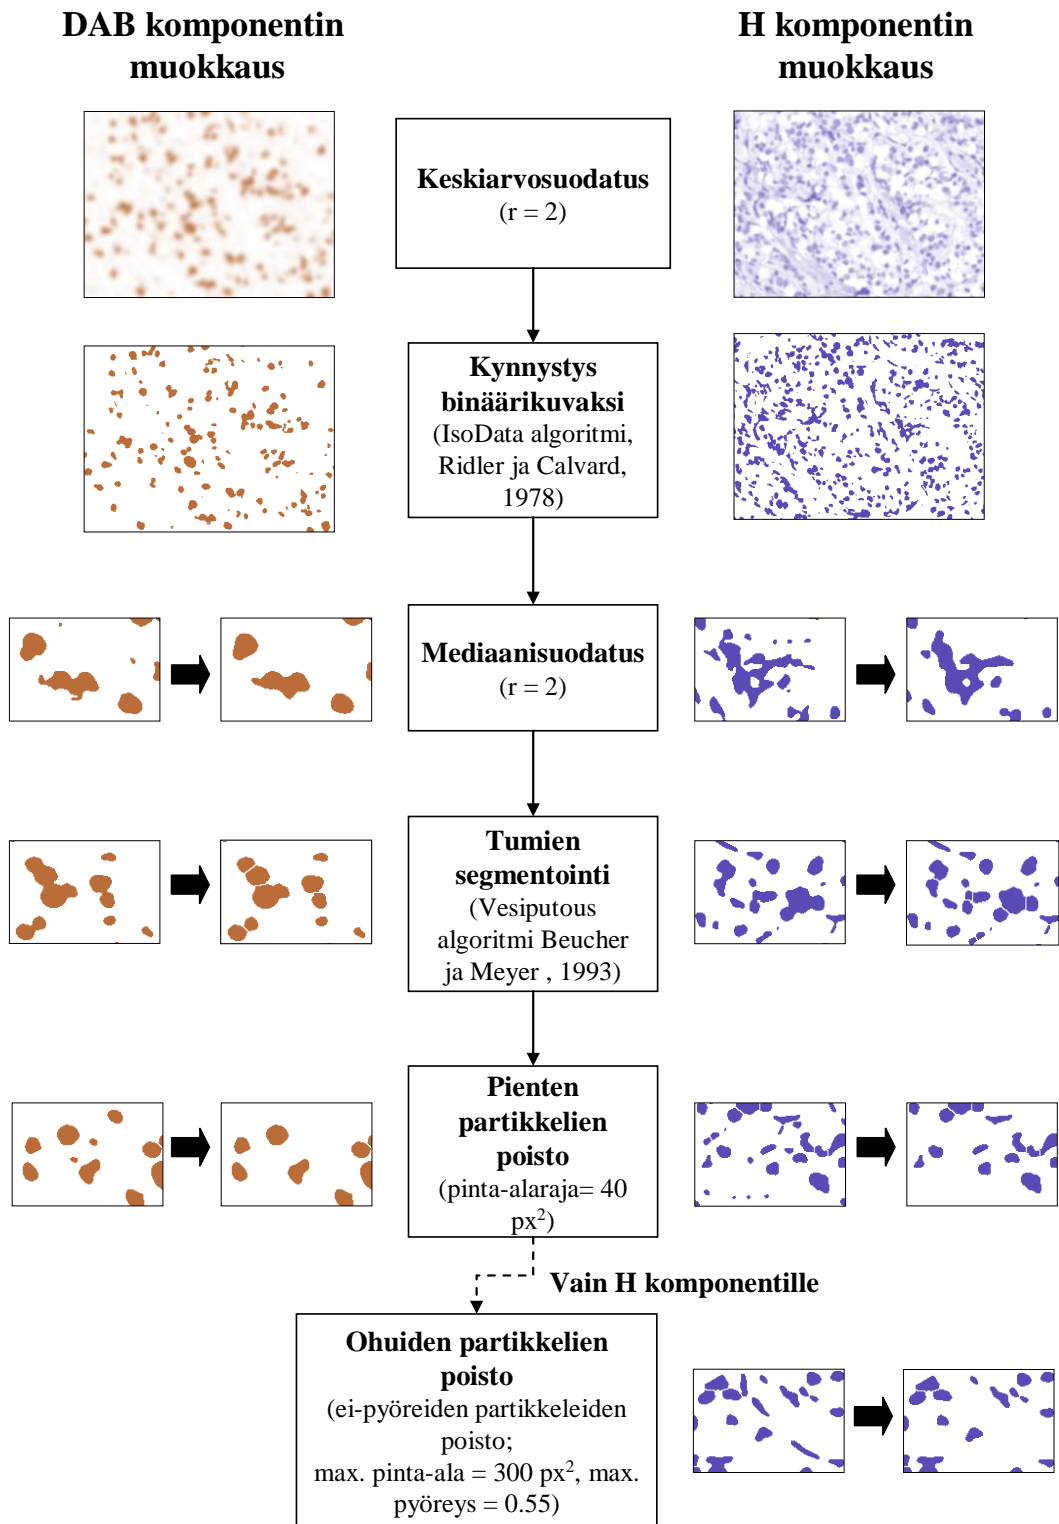 DAB komponentin
muokkaus
H komponentin
muokkaus
Keskiarvosuodatus
(r = 2)
Kynnystys
binäärikuvaksi
(IsoData algoritmi,
Ridler ja Calvard,
1978)
Mediaanisuodatus
(r = 2)
Tumien
segmentointi
(Vesiputous
algoritmi Beucher
ja Meyer , 1993)
Pienten
partikkelien
poisto
(pinta-alaraja= 40
px²)
Vain H komponentille
Ohuiden partikkelien
poisto
(ei-pyöreiden partikkeleiden
poisto;
max. pinta-ala = 300 px², max.
pyöreys = 0.55)